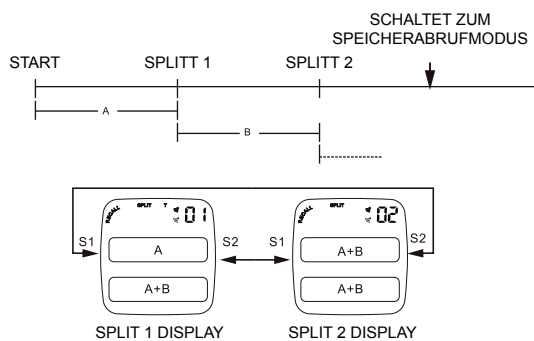 SCHALTET ZUM
SPEICHERABRUFMODUS
START SPLITT 1 SPLITT 2
A
B
RECALL SPLIT T 01
RECALL SPLIT 02
S1 A S2 S1 A+B S2
A+B A+B
SPLIT 1 DISPLAY SPLIT 2 DISPLAY